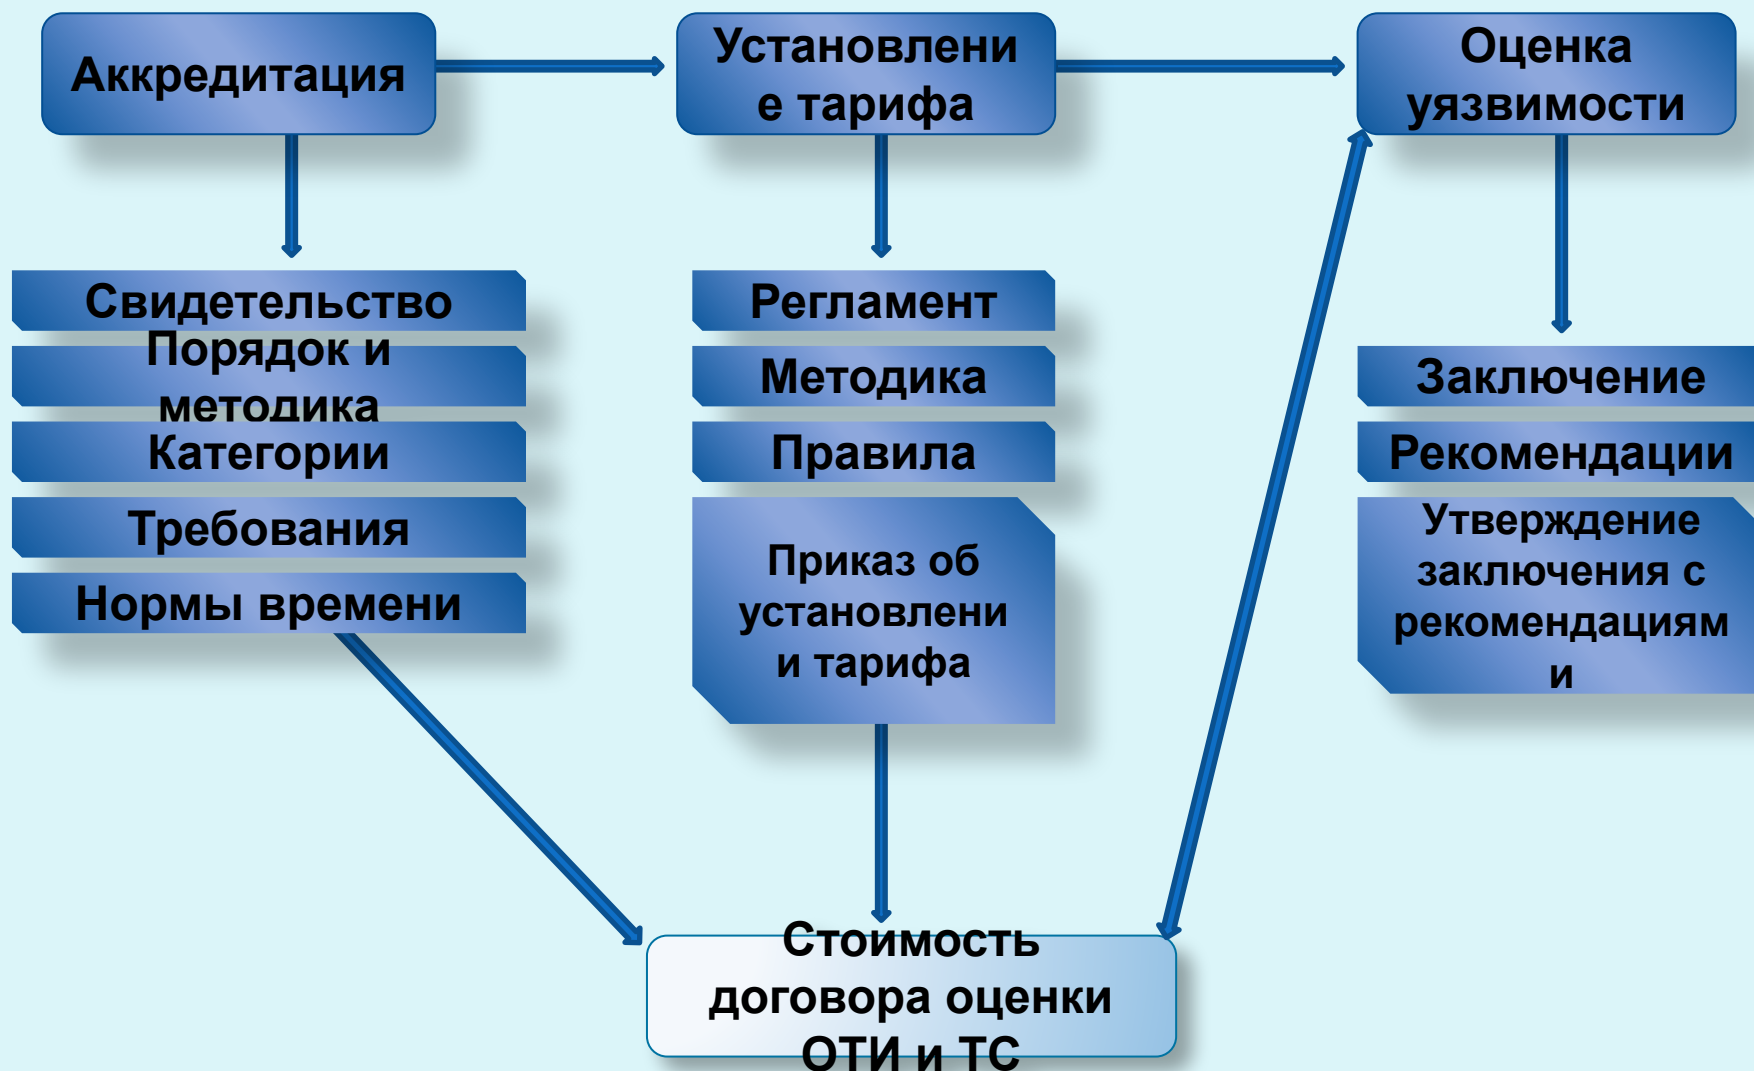 Аккредитация
Установлени
е тарифа
Оценка
уязвимости
Свидетельство
Порядок и
методика
Категории
Требования
Нормы времени
Регламент
Методика
Правила
Приказ об
установлени
и тарифа
Заключение
Рекомендации
Утверждение
заключения с
рекомендациям
и
Стоимость
договора оценки
ОТИ и ТС